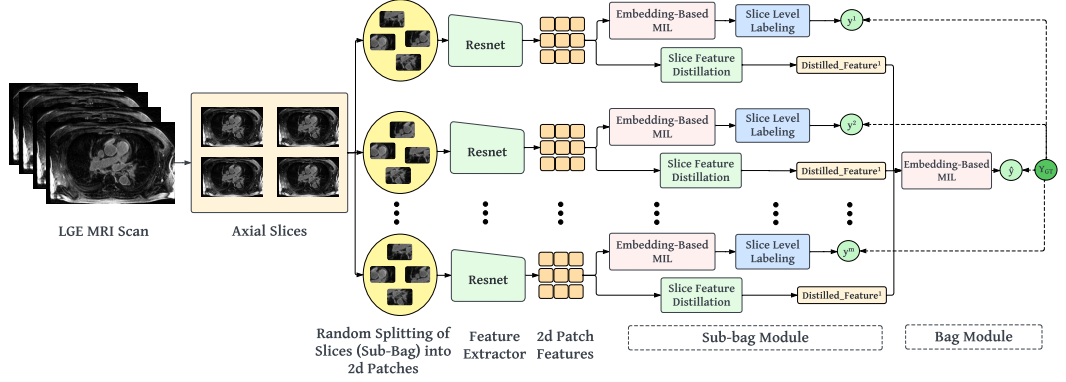 Embedding-Based
MIL
Slice Level
Labeling
y¹
Resnet
Slice Feature
Distillation
Distilled_Feature¹
Embedding-Based
MIL
Slice Level
Labeling
y²
Resnet
Slice Feature
Distillation
Distilled_Feature¹
Embedding-Based
MIL
ŷ
Y_GT
LGE MRI Scan
Axial Slices
Embedding-Based
MIL
Slice Level
Labeling
yᵐ
Resnet
Slice Feature
Distillation
Distilled_Feature¹
Random Splitting of
Slices (Sub-Bag) into
2d Patches
Feature
Extractor
2d Patch
Features
Sub-bag Module
Bag Module